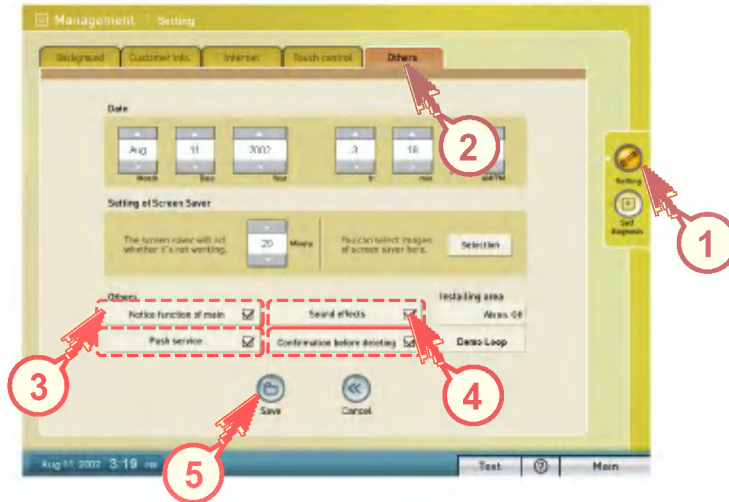 Management Setting
Background Customer Info. Internet Touch control Others
Date
Aug 11 2002 3 18
Month Day Year hr min AM/PM
2
Setting of Screen Saver
Setting
Self diagnosis
1
The screen saver will act
whether it's not working.
20 Minute
You can select images
of screen saver here.
Selection
Others
Installing area
Notice function of main
Sound effects
Push service
Confirmation before deleting
Demo Loop
3
4
Save
Cancel
5
Aug 11, 2002 3:19 PM
Test ? Main